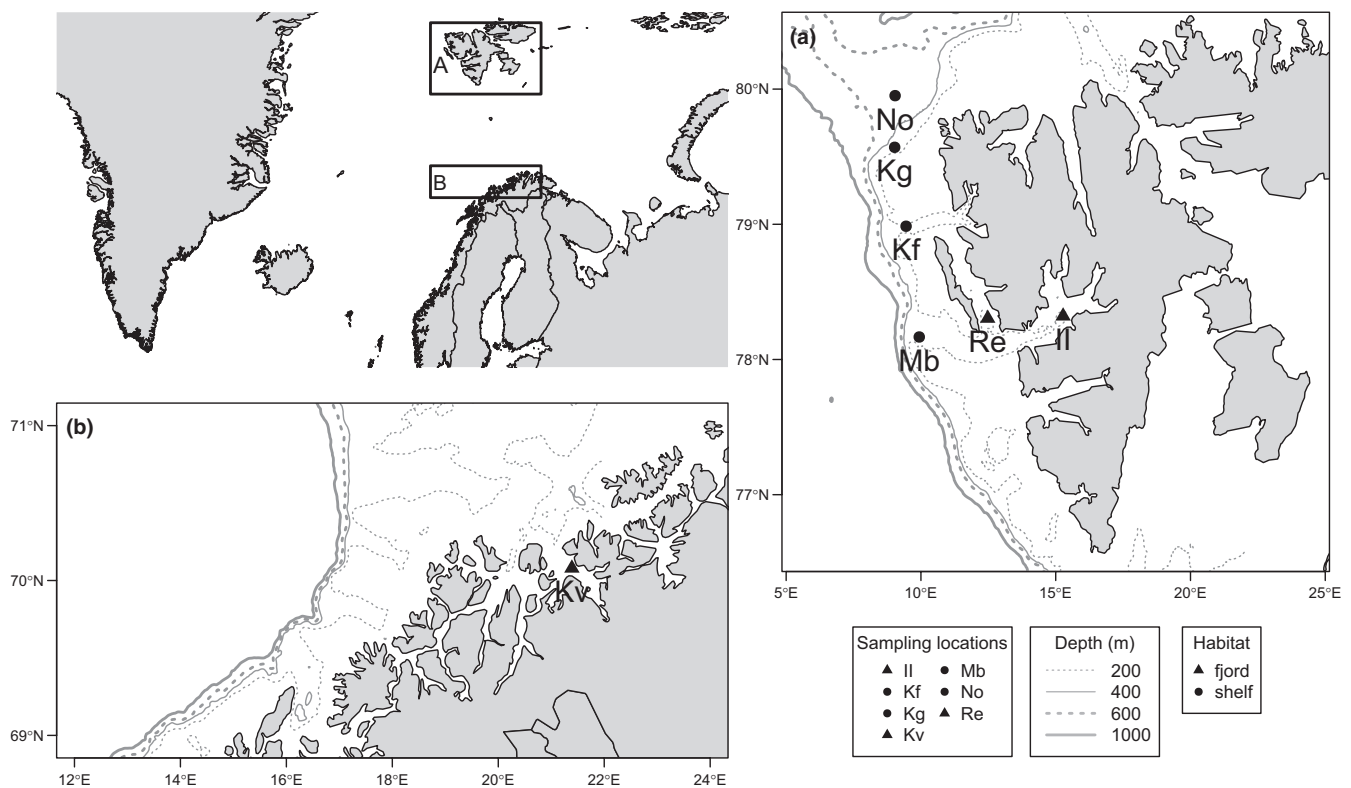 A
B
(a)
80°N
79°N
78°N
77°N
No
Kg
Kf
Mb
Re
Il
5°E 10°E 15°E 20°E 25°E
(b)
71°N
70°N
69°N
Kv
12°E 14°E 16°E 18°E 20°E 22°E 24°E
Sampling locations
Il Mb
Kf No
Kg Re
Kv
Depth (m)
200
400
600
1000
Habitat
fjord
shelf